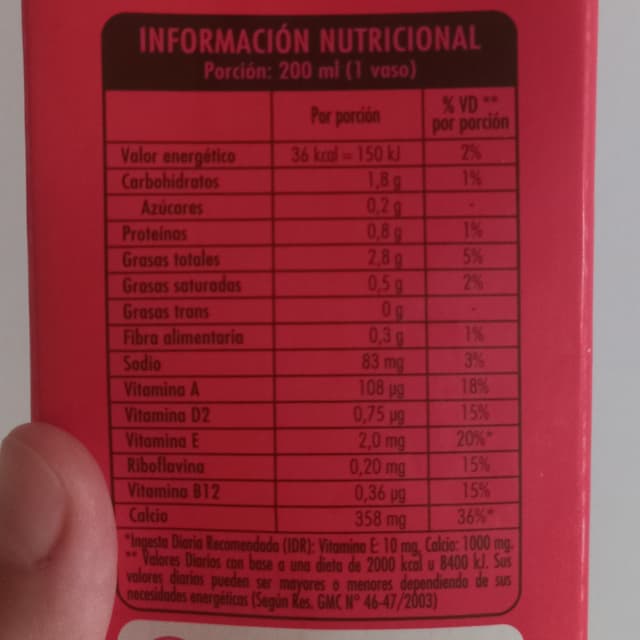 INFORMACIÓN NUTRICIONAL
Porción: 200 ml (1 vaso)
Por porción % VD ** por porción
Valor energético 36 kcal = 150 kJ 2%
Carbohidratos 1,8 g 1%
Azúcares 0,2 g -
Proteínas 0,8 g 1%
Grasas totales 2,8 g 5%
Grasas saturadas 0,5 g 2%
Grasas trans 0 g -
Fibra alimentaria 0,3 g 1%
Sodio 83 mg 3%
Vitamina A 108 µg 18%
Vitamina D2 0,75 µg 15%
Vitamina E 2,0 mg 20%*
Riboflavina 0,20 mg 15%
Vitamina B12 0,36 µg 15%
Calcio 358 mg 36%*
*Ingesta Diaria Recomendada (IDR): Vitamina E: 10 mg, Calcio: 1000 mg.
** Valores Diarios con base a una dieta de 2000 kcal u 8400 kJ. Sus
valores diarios pueden ser mayores o menores dependiendo de sus
necesidades energéticas (Según Res. GMC Nº 46-47/2003)